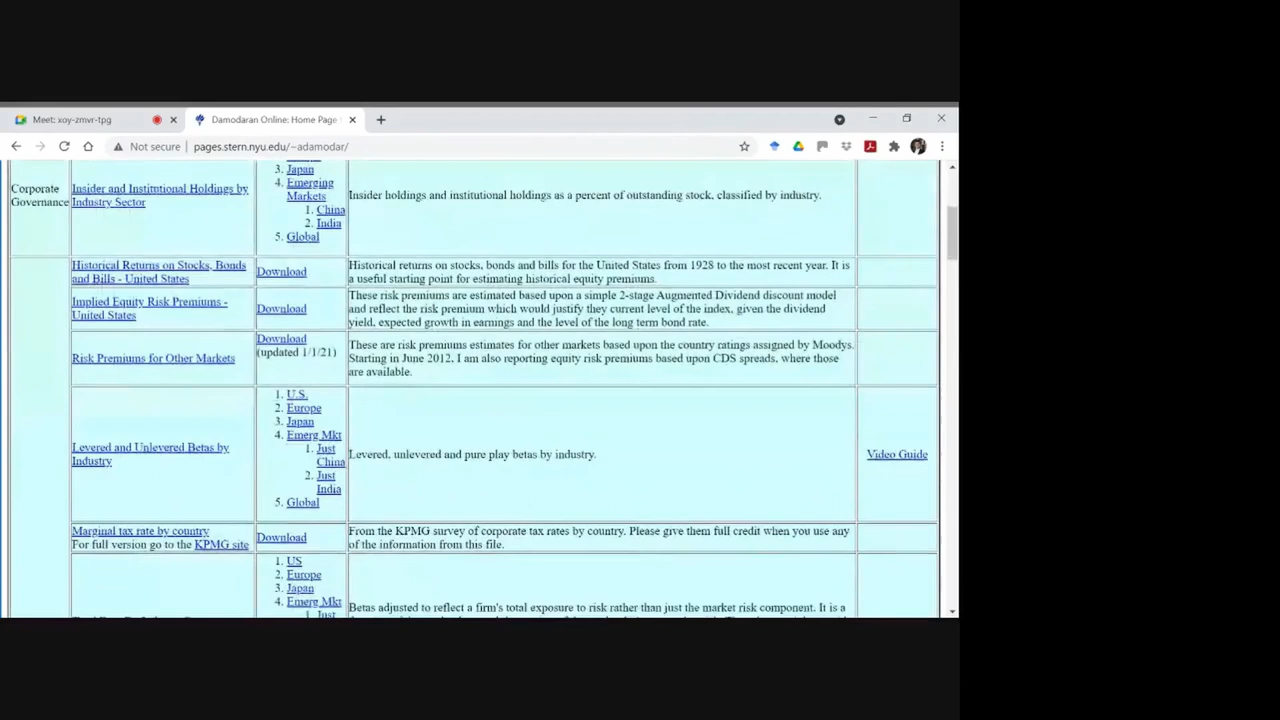 Meet: xoy-zmvr-tpg
Damodaran Online: Home Page
Not secure
pages.stern.nyu.edu/~adamodar/
Corporate
Governance
Insider and Institutional Holdings by
Industry Sector
3. Japan
4. Emerging
Markets
1. China
2. India
5. Global
Insider holdings and institutional holdings as a percent of outstanding stock, classified by industry.
Historical Returns on Stocks, Bonds
and Bills - United States
Download
Historical returns on stocks, bonds and bills for the United States from 1928 to the most recent year. It is
a useful starting point for estimating historical equity premiums.
Implied Equity Risk Premiums -
United States
Download
These risk premiums are estimated based upon a simple 2-stage Augmented Dividend discount model
and reflect the risk premium which would justify they current level of the index, given the dividend
yield, expected growth in earnings and the level of the long term bond rate.
Risk Premiums for Other Markets
Download
(updated 1/1/21)
These are risk premiums estimates for other markets based upon the country ratings assigned by Moodys.
Starting in June 2012, I am also reporting equity risk premiums based upon CDS spreads, where those
are available.
Levered and Unlevered Betas by
Industry
1. U.S.
2. Europe
3. Japan
4. Emerg Mkt
1. Just
China
2. Just
India
5. Global
Levered, unlevered and pure play betas by industry.
Video Guide
Marginal tax rate by country
For full version go to the KPMG site
Download
From the KPMG survey of corporate tax rates by country. Please give them full credit when you use any
of the information from this file.
1. US
2. Europe
3. Japan
4. Emerg Mkt
1. Just
Betas adjusted to reflect a firm's total exposure to risk rather than just the market risk component. It is a